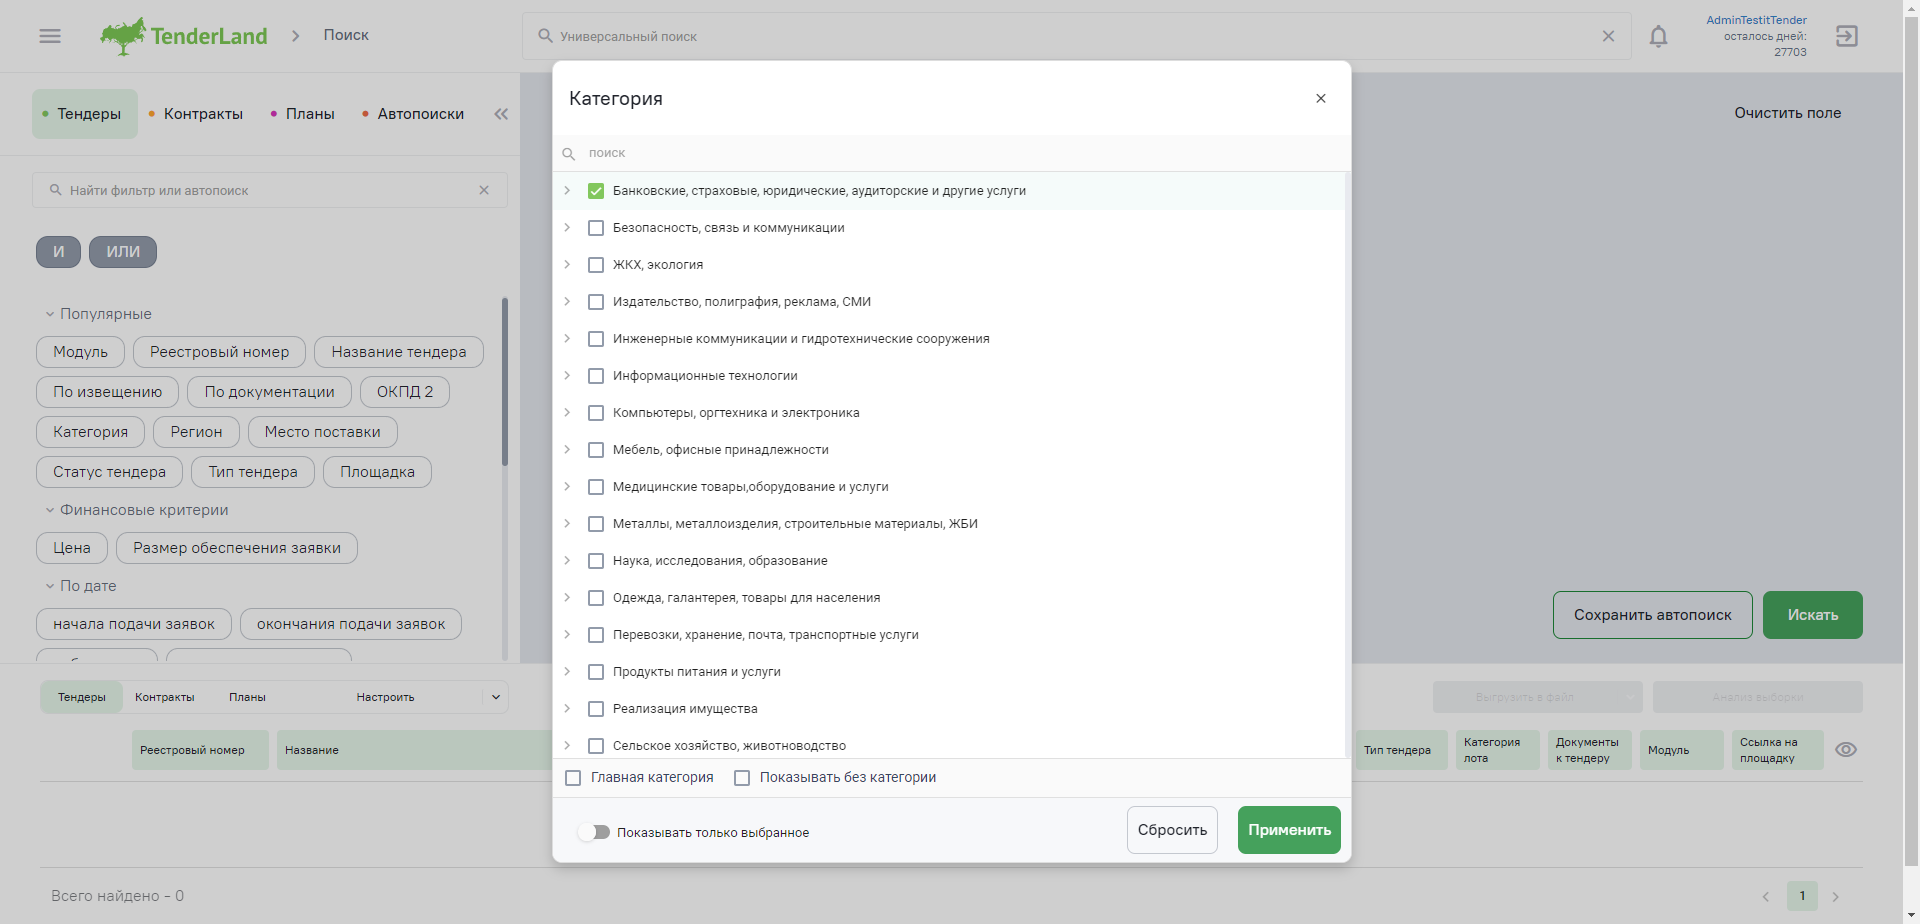 TenderLand
Поиск
Универсальный поиск
AdminTestitTender
осталось дней:
27703
Тендеры
Контракты
Планы
Автопоиски
Найти фильтр или автопоиск
И
ИЛИ
Популярные
Модуль
Реестровый номер
Название тендера
По извещению
По документации
ОКПД 2
Категория
Регион
Место поставки
Статус тендера
Тип тендера
Площадка
Финансовые критерии
Цена
Размер обеспечения заявки
По дате
начала подачи заявок
окончания подачи заявок
Категория
поиск
Банковские, страховые, юридические, аудиторские и другие услуги
Безопасность, связь и коммуникации
ЖКХ, экология
Издательство, полиграфия, реклама, СМИ
Инженерные коммуникации и гидротехнические сооружения
Информационные технологии
Компьютеры, оргтехника и электроника
Мебель, офисные принадлежности
Медицинские товары,оборудование и услуги
Металлы, металлоизделия, строительные материалы, ЖБИ
Наука, исследования, образование
Одежда, галантерея, товары для населения
Перевозки, хранение, почта, транспортные услуги
Продукты питания и услуги
Реализация имущества
Сельское хозяйство, животноводство
Главная категория
Показывать без категории
Показывать только выбранное
Сбросить
Применить
Очистить поле
Сохранить автопоиск
Искать
Тендеры
Контракты
Планы
Настроить
Выгрузить в файл
Анализ выборки
Реестровый номер
Название
Тип тендера
Категория
лота
Документы
к тендеру
Модуль
Ссылка на
площадку
Всего найдено - 0
1